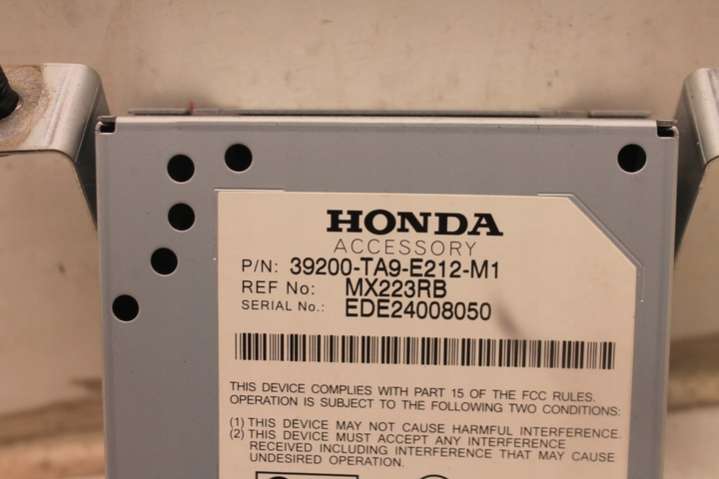 HONDA
ACCESSORY
P/N: 39200-TA9-E212-M1
REF No: MX223RB
SERIAL No.: EDE24008050
THIS DEVICE COMPLIES WITH PART 15 OF THE FCC RULES.
OPERATION IS SUBJECT TO THE FOLLOWING TWO CONDITIONS:
(1) THIS DEVICE MAY NOT CAUSE HARMFUL INTERFERENCE.
(2) THIS DEVICE MUST ACCEPT ANY INTERFERENCE
RECEIVED INCLUDING INTERFERENCE THAT MAY CAUSE
UNDESIRED OPERATION.